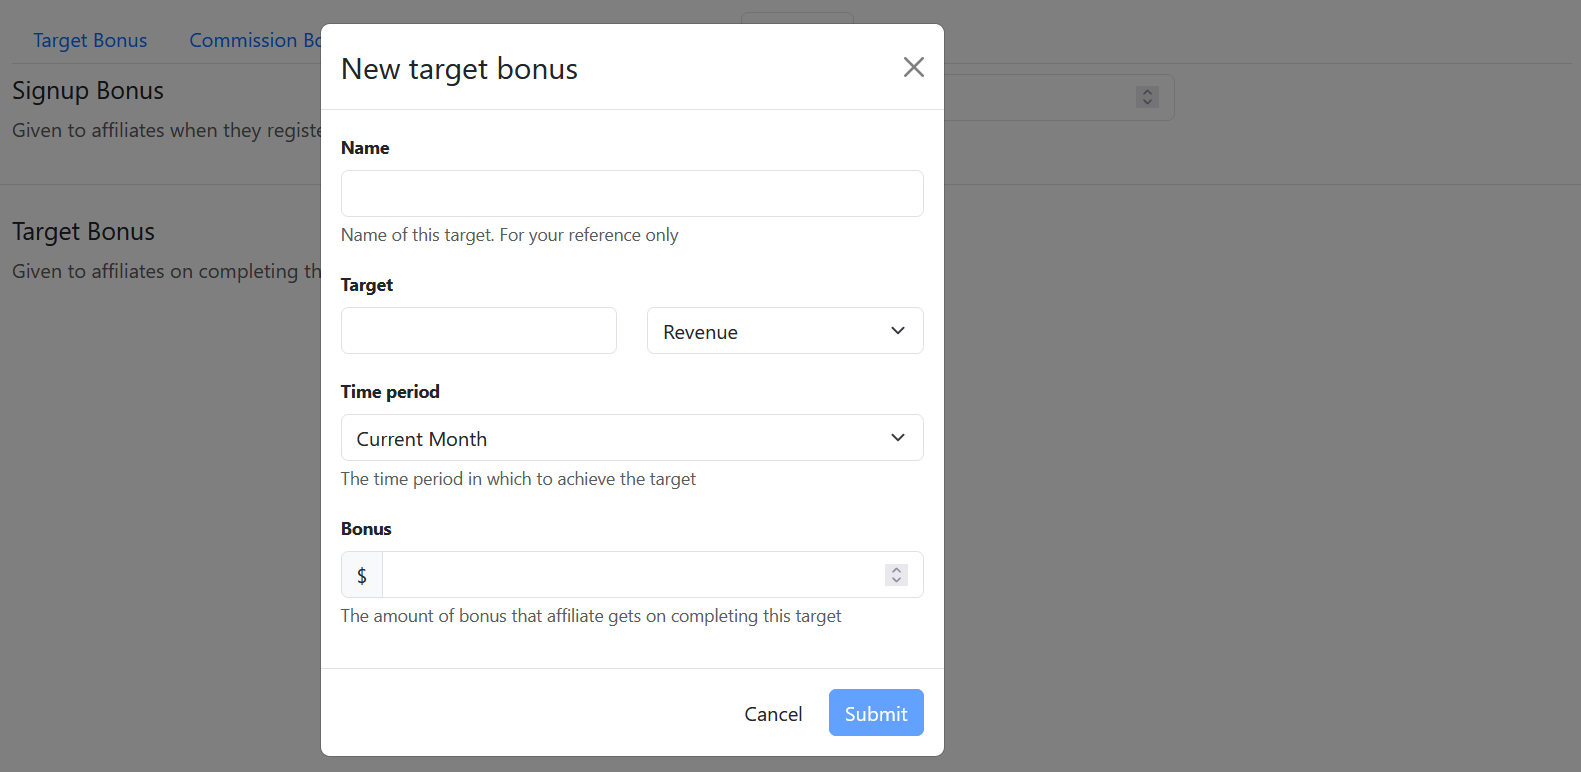 Target Bonus
Commission Bo
Signup Bonus
Given to affiliates when they registe
Target Bonus
Given to affiliates on completing th
New target bonus
Name
Name of this target. For your reference only
Target
Revenue
Time period
Current Month
The time period in which to achieve the target
Bonus
$
The amount of bonus that affiliate gets on completing this target
Cancel
Submit